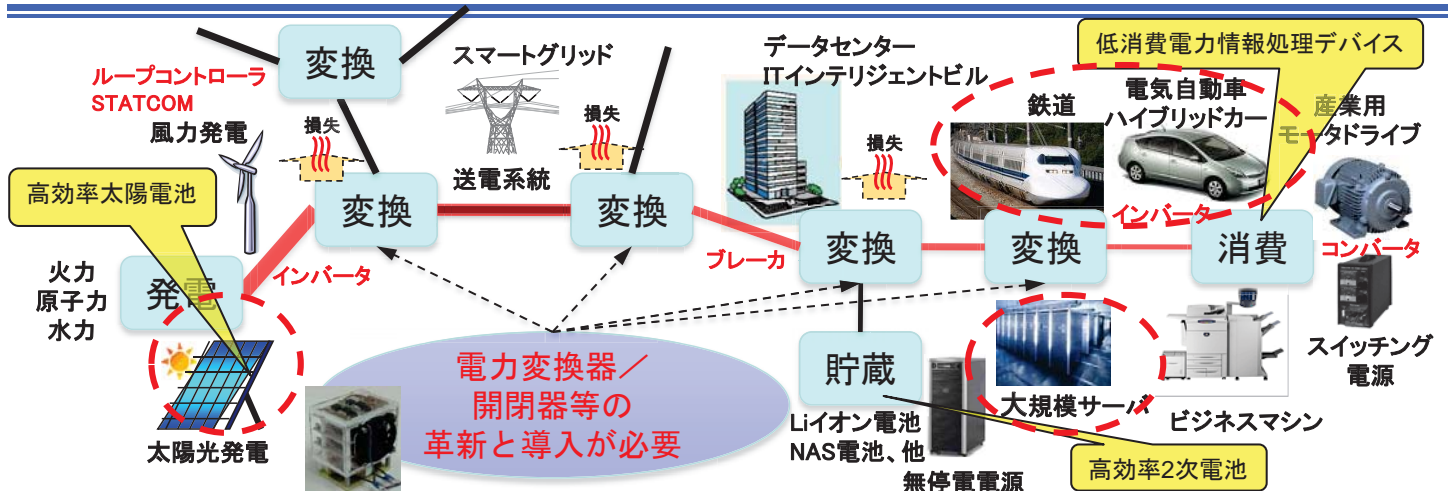 変換
ループコントローラ
STATCOM
スマートグリッド
データセンター
ITインテリジェントビル
低消費電力情報処理デバイス
風力発電
損失
損失
損失
鉄道
電気自動車
ハイブリッドカー
産業用
モータドライブ
高効率太陽電池
変換
送電系統
変換
ブレーカ
変換
変換
インバータ
消費
コンバータ
火力
原子力
水力
発電
インバータ
電力変換器／
開閉器等の
革新と導入が必要
貯蔵
Liイオン電池
NAS電池、他
無停電電源
大規模サーバ
ビジネスマシン
スイッチング
電源
太陽光発電
高効率2次電池